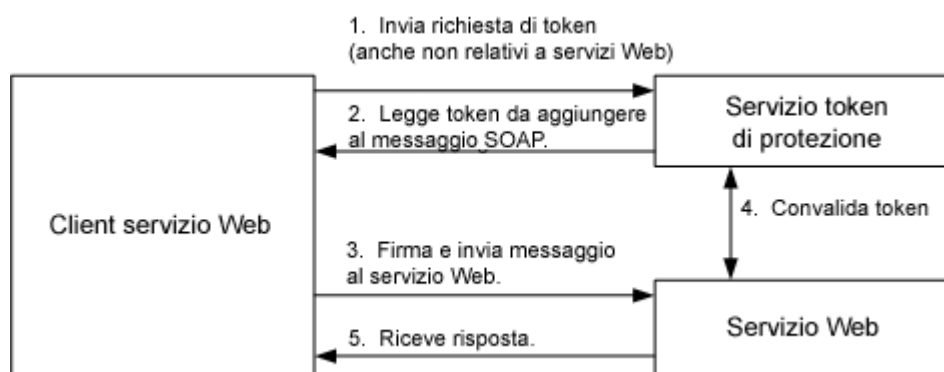 1. Invia richiesta di token
(anche non relativi a servizi Web)
2. Legge token da aggiungere
al messaggio SOAP.
Servizio token
di protezione
Client servizio Web
4. Convalida token
3. Firma e invia messaggio
al servizio Web.
5. Riceve risposta.
Servizio Web